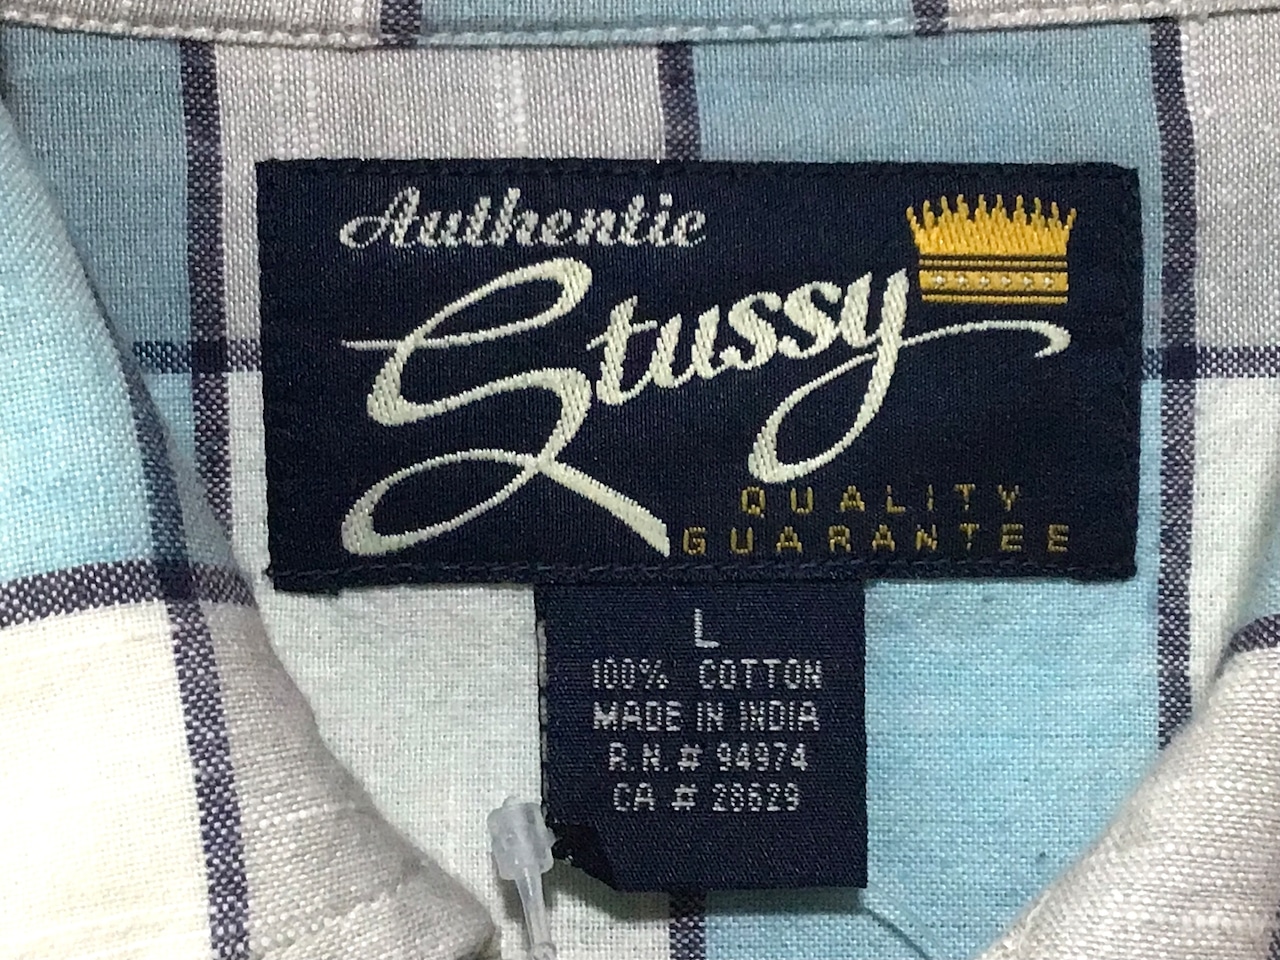 Authentic
Stussy
QUALITY
GUARANTEE
L
100% COTTON
MADE IN INDIA
R.N. # 94974
CA # 28629